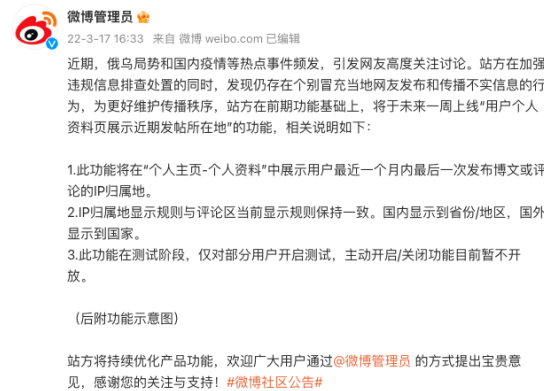 微博管理员
22-3-17 16:33 来自 微博 weibo.com 已编辑
近期，俄乌局势和国内疫情等热点事件频发，引发网友高度关注讨论。站方在加强
违规信息排查处置的同时，发现仍存在个别冒充当地网友发布和传播不实信息的行
为，为更好维护传播秩序，站方在前期功能基础上，将于未来一周上线“用户个人
资料页展示近期发帖所在地”的功能，相关说明如下：
1.此功能将在“个人主页-个人资料”中展示用户最近一个月内最后一次发布博文或评
论的IP归属地。
2.IP归属地显示规则与评论区当前显示规则保持一致。国内显示到省份/地区，国外
显示到国家。
3.此功能在测试阶段，仅对部分用户开启测试，主动开启/关闭功能目前暂不开
放。
（后附功能示意图）
站方将持续优化产品功能，欢迎广大用户通过@微博管理员 的方式提出宝贵意
见，感谢您的关注与支持！#微博社区公告#